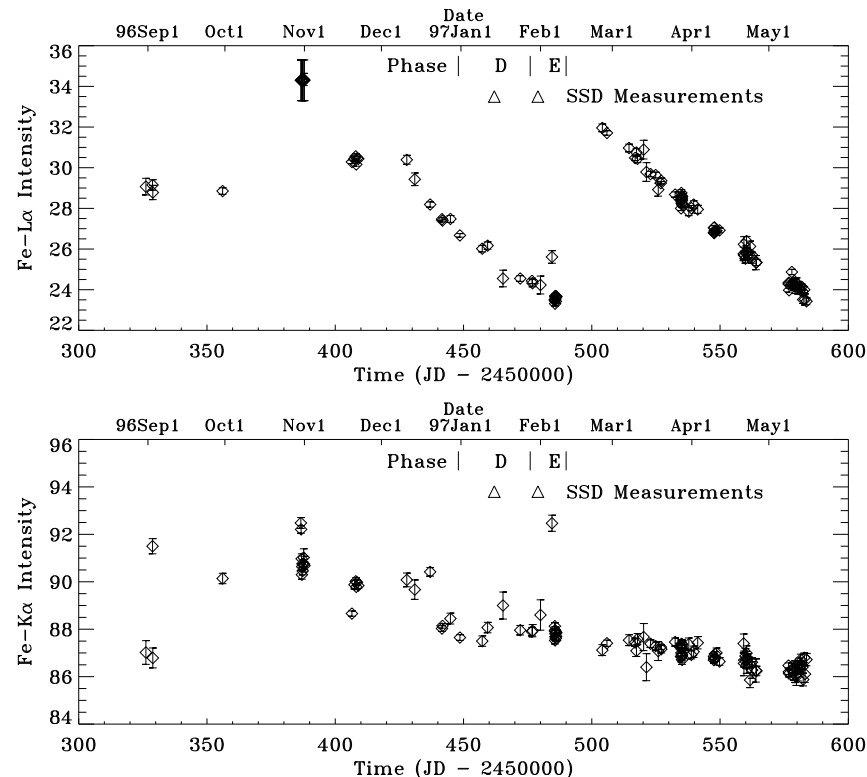 Date
96Sep1 Oct1 Nov1 Dec1 97Jan1 Feb1 Mar1 Apr1 May1
36
Phase | D | E |
34
△ △ SSD Measurements
32
30
28
26
24
22
Fe−Lα Intensity
300 350 400 450 500 550 600
Time (JD − 2450000)
Date
96Sep1 Oct1 Nov1 Dec1 97Jan1 Feb1 Mar1 Apr1 May1
96
Phase | D | E |
94
△ △ SSD Measurements
92
90
88
86
84
Fe−Kα Intensity
300 350 400 450 500 550 600
Time (JD − 2450000)